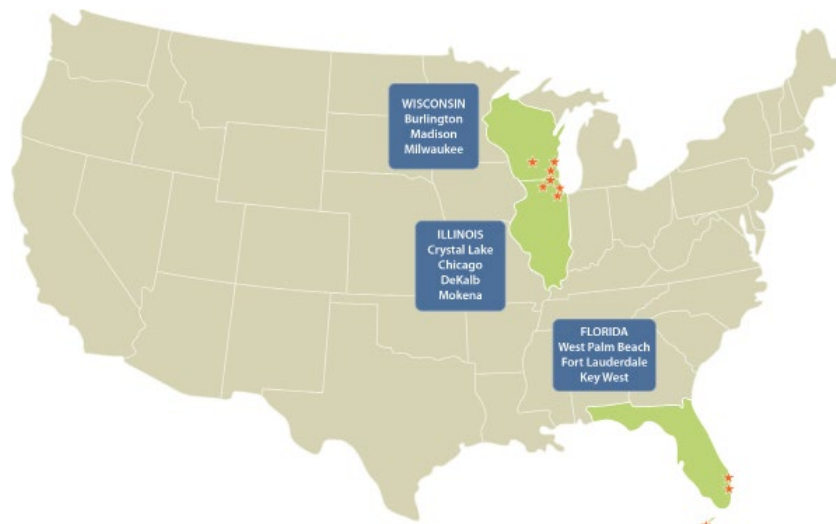 WISCONSIN
Burlington
Madison
Milwaukee
ILLINOIS
Crystal Lake
Chicago
DeKalb
Mokena
FLORIDA
West Palm Beach
Fort Lauderdale
Key West